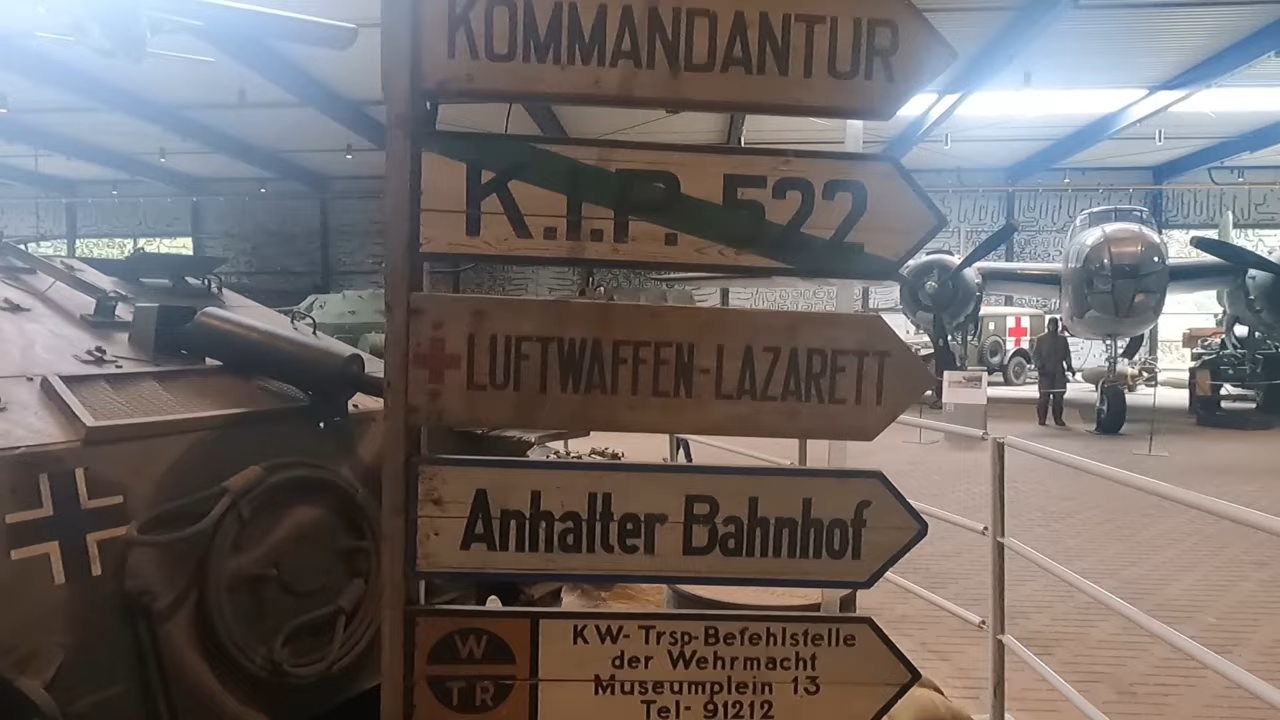 KOMMANDANTUR
K.I.P. 522
LUFTWAFFEN-LAZARETT
Anhalter Bahnhof
W
TR
KW- Trsp-Befehlstelle
der Wehrmacht
Museumplein 13
Tel- 91212